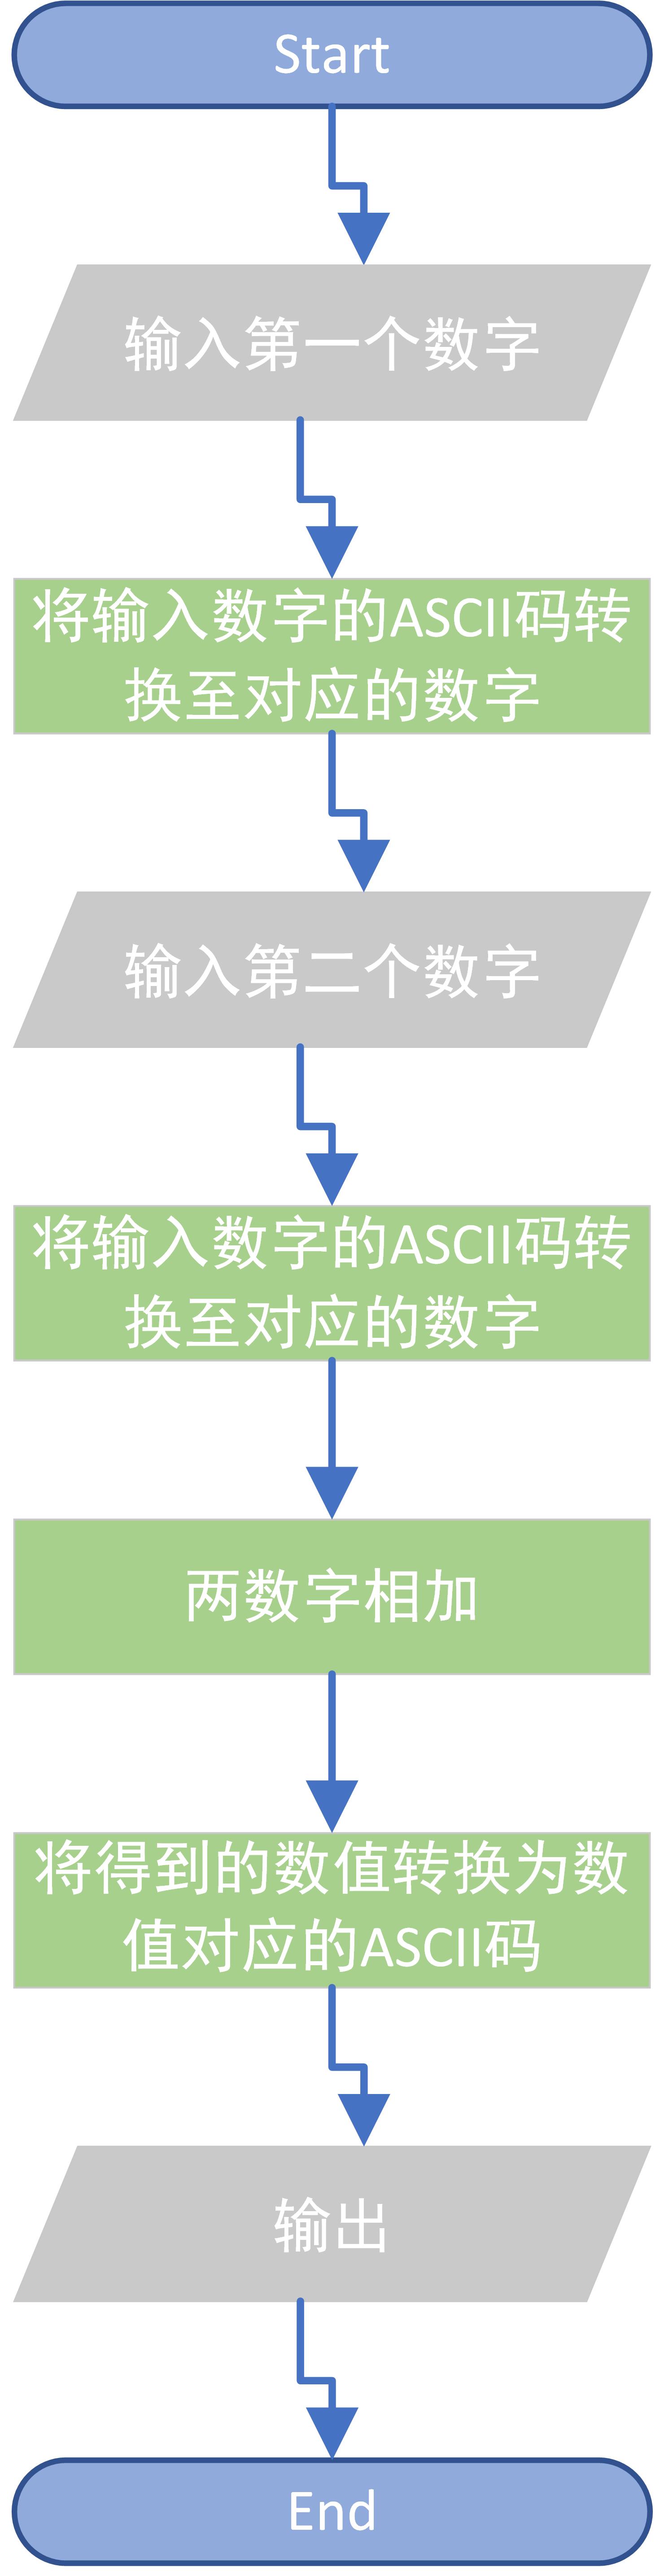 Start
输入第一个数字
将输入数字的ASCII码转
换至对应的数字
输入第二个数字
将输入数字的ASCII码转
换至对应的数字
两数字相加
将得到的数值转换为数
值对应的ASCII码
输出
End